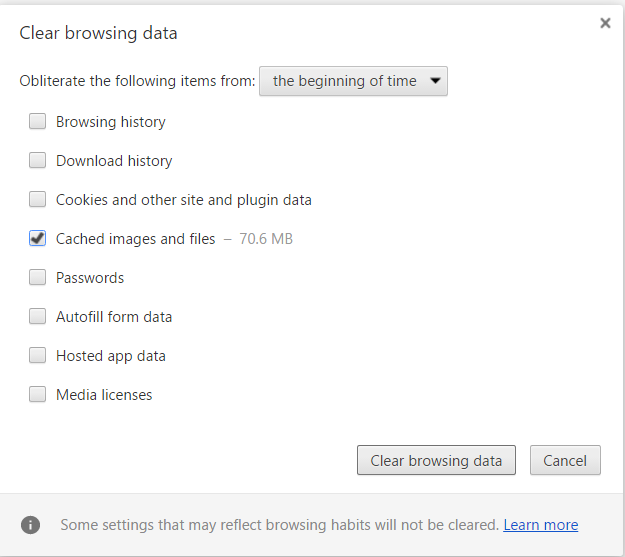 Clear browsing data
Obliterate the following items from: the beginning of time
Browsing history
Download history
Cookies and other site and plugin data
Cached images and files – 70.6 MB
Passwords
Autofill form data
Hosted app data
Media licenses
Clear browsing data Cancel
Some settings that may reflect browsing habits will not be cleared. Learn more